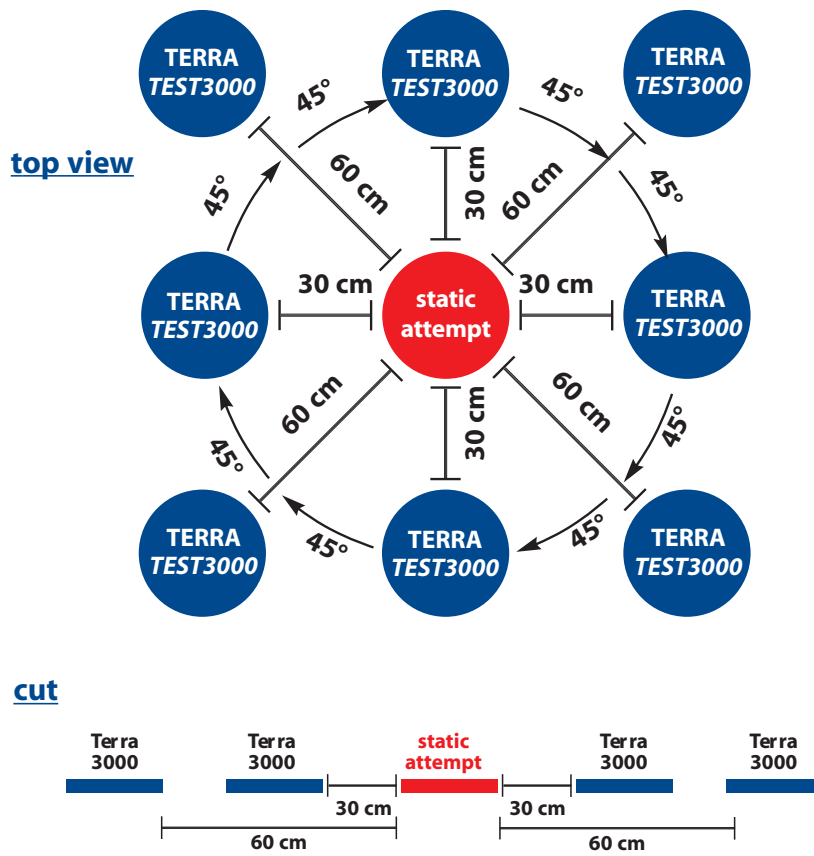 TERRA
TEST3000
45°
TERRA
TEST3000
45°
TERRA
TEST3000
top view
45°
60 cm
30 cm
60 cm
45°
TERRA
TEST3000
30 cm
static
attempt
30 cm
TERRA
TEST3000
60 cm
30 cm
60 cm
45°
45°
TERRA
TEST3000
45°
TERRA
TEST3000
45°
TERRA
TEST3000
cut
Terra
3000
Terra
3000
static
attempt
Terra
3000
Terra
3000
30 cm
30 cm
60 cm
60 cm